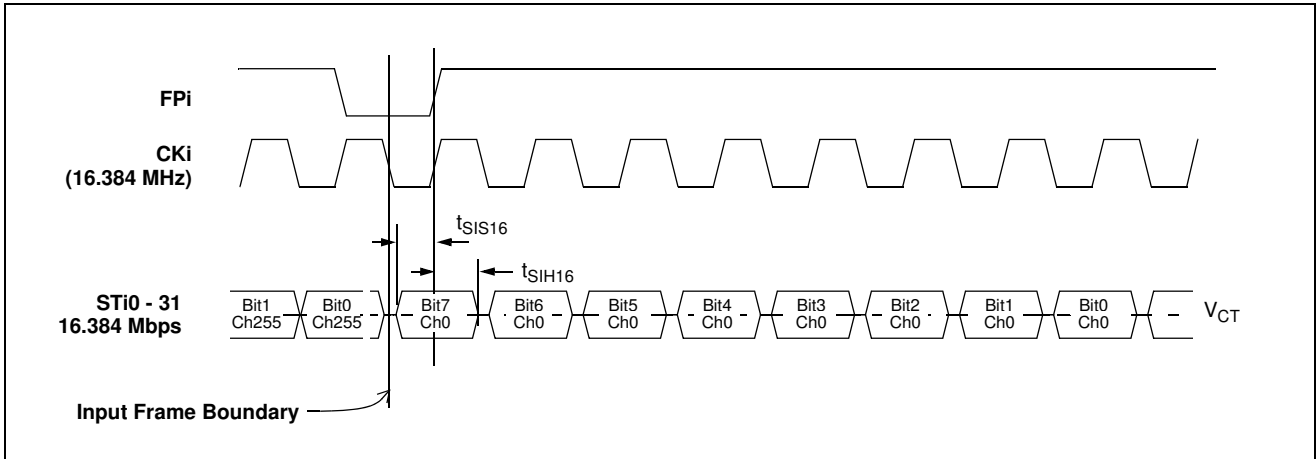 FPi
CKi
(16.384 MHz)
tSIS16
tSIH16
STi0 - 31
16.384 Mbps
Bit1 Bit0 Bit7 Bit6 Bit5 Bit4 Bit3 Bit2 Bit1 Bit0
Ch255 Ch255 Ch0 Ch0 Ch0 Ch0 Ch0 Ch0 Ch0 Ch0
VCT
Input Frame Boundary